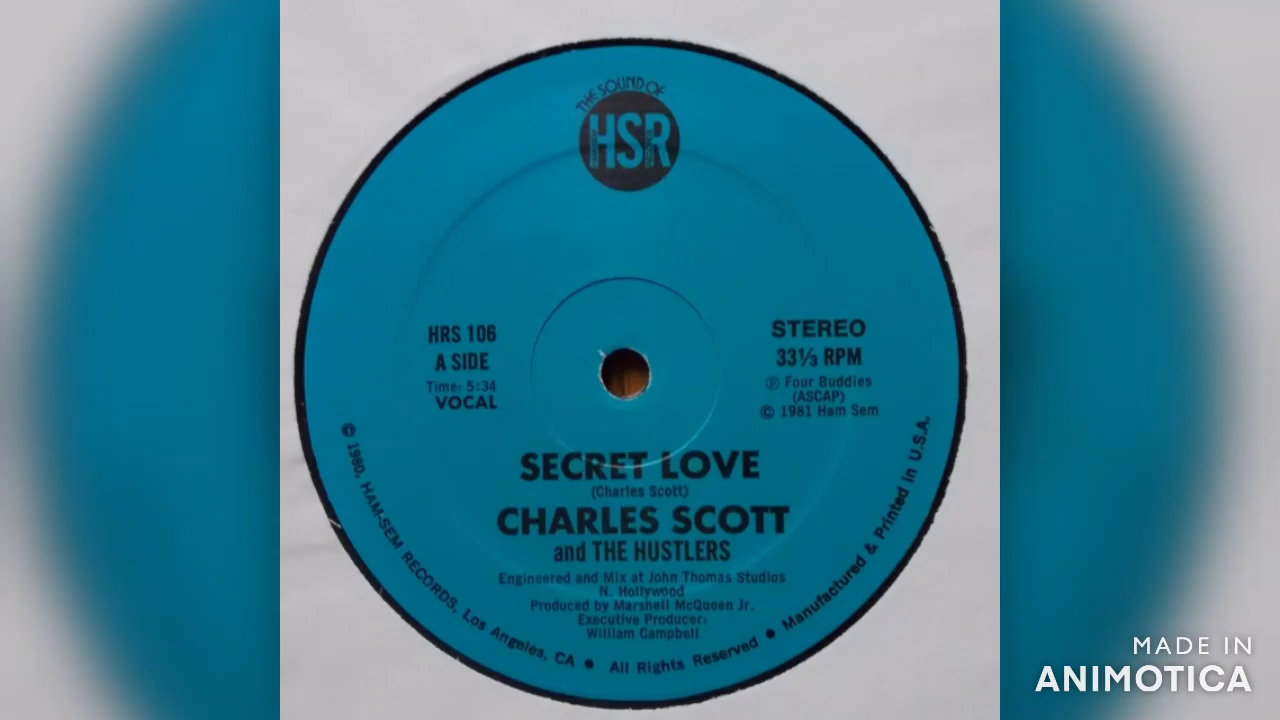 THE SOUND OF
HSR
HRS 106
A SIDE
Time: 5:34
VOCAL
STEREO
33⅓ RPM
℗ Four Buddies
(ASCAP)
© 1981 Ham Sem
SECRET LOVE
(Charles Scott)
CHARLES SCOTT
and THE HUSTLERS
Engineered and Mix at John Thomas Studios
N. Hollywood
Produced by Marshell McQueen Jr.
Executive Producer:
William Campbell
© 1980, HAM-SEM RECORDS, Los Angeles, CA ● All Rights Reserved ● Manufactured & Printed in U.S.A.
MADE IN
ANIMOTICA